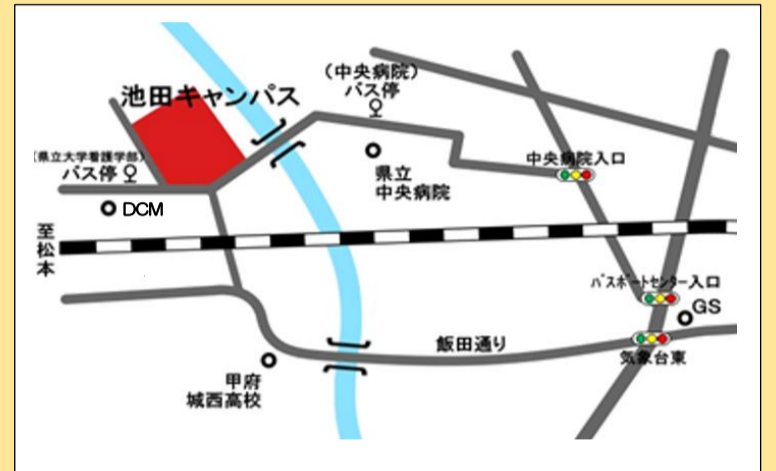 (中央病院)
バス停
池田キャンパス
(県立大学看護学部)
バス停
中央病院入口
県立
中央病院
DCM
至松本
パスポートセンター入口
GS
飯田通り
気象台東
甲府
城西高校